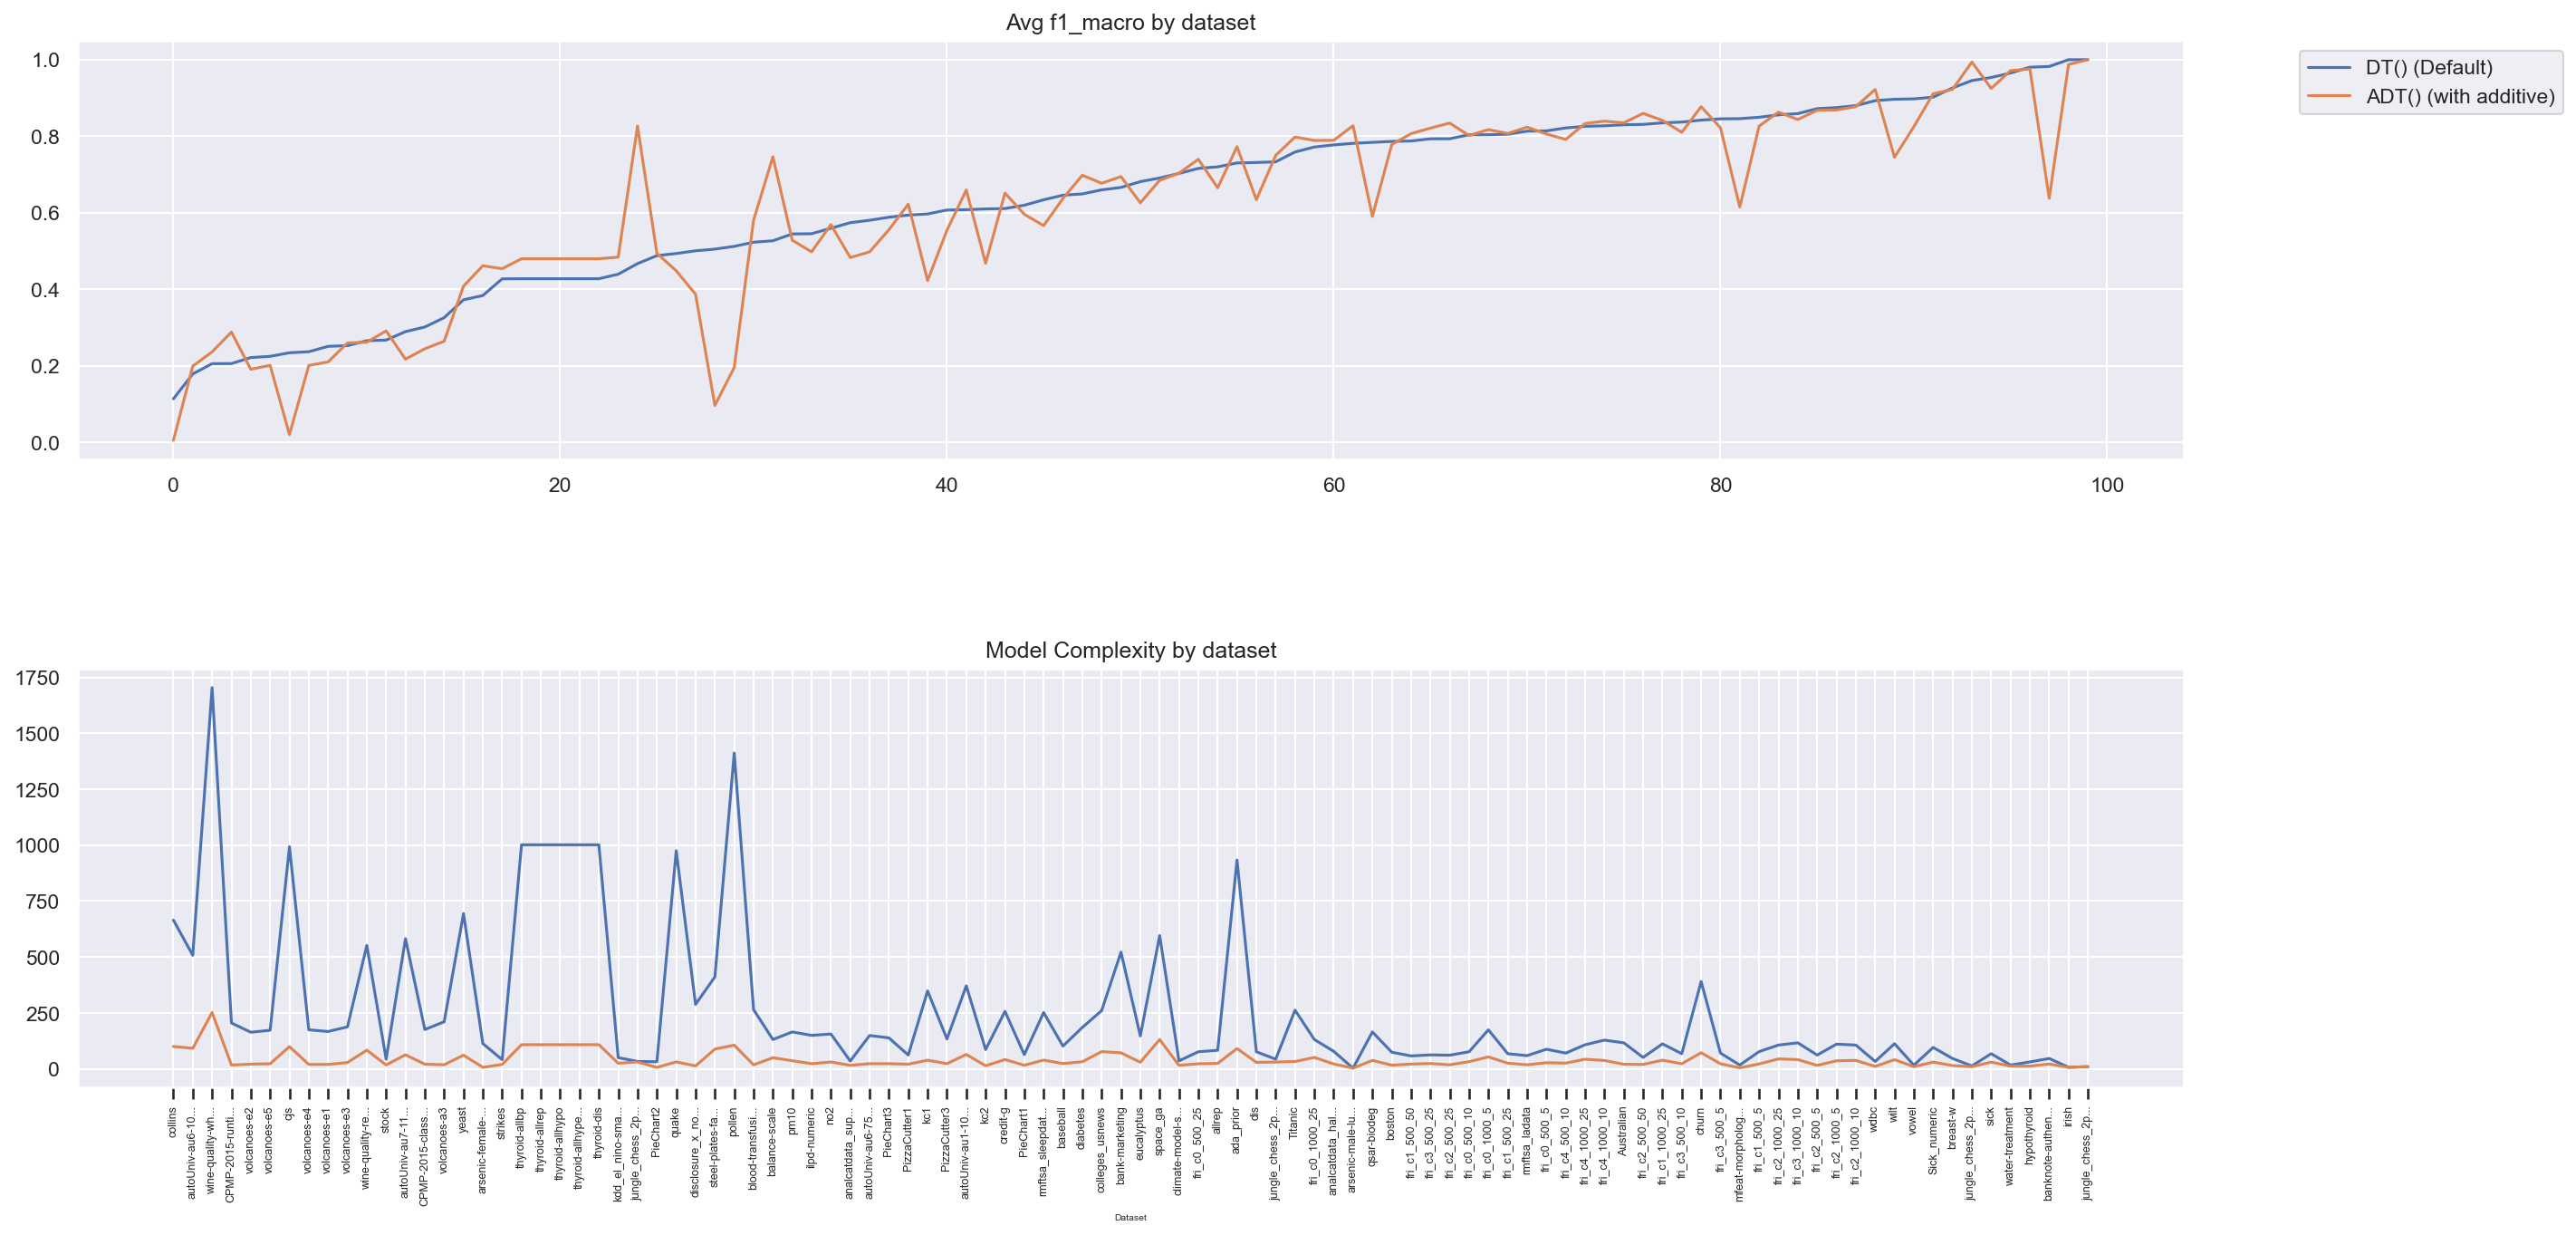 Avg f1_macro by dataset
1.0
0.8
0.6
0.4
0.2
0.0
0 20 40 60 80 100
DT() (Default)
ADT() (with additive)
Model Complexity by dataset
1750
1500
1250
1000
750
500
250
0
collins
autoUniv-au6-10...
wine-quality-wh...
CPMP-2015-runti...
volcanoes-e2
volcanoes-e5
qjs
volcanoes-e4
volcanoes-e1
volcanoes-e3
wine-quality-re...
stock
autoUniv-au7-11...
CPMP-2015-class...
volcanoes-a3
yeast
arsenic-female-...
strikes
thyroid-allbp
thyroid-allrep
thyroid-allhypo
thyroid-allhype...
thyroid-dis
kdd_el_nino-sma...
jungle_chess_2p...
PieChart2
quake
disclosure_x_no...
steel-plates-fa...
pollen
blood-transfusi...
balance-scale
pm10
ilpd-numeric
no2
analcatdata_sup...
autoUniv-au6-75...
PieChart3
PizzaCutter1
kc1
PizzaCutter3
autoUniv-au1-10...
kc2
credit-g
PieChart1
rmftsa_sleepdat...
baseball
diabetes
colleges_usnews
bank-marketing
eucalyptus
space_ga
climate-model-s...
fri_c0_500_25
allrep
ada_prior
dis
jungle_chess_2p...
Titanic
fri_c0_1000_25
analcatdata_hal...
arsenic-male-lu...
qsar-biodeg
boston
fri_c1_500_50
fri_c3_500_25
fri_c2_500_25
fri_c0_500_10
fri_c0_1000_5
fri_c1_500_25
rmftsa_ladata
fri_c0_500_5
fri_c4_500_10
fri_c4_1000_25
fri_c4_1000_10
Australian
fri_c2_500_50
fri_c1_1000_25
fri_c3_500_10
churn
fri_c3_500_5
mfeat-morpholog...
fri_c1_500_5
fri_c2_1000_25
fri_c3_1000_10
fri_c2_500_5
fri_c2_1000_5
fri_c2_1000_10
wdbc
wilt
vowel
Sick_numeric
breast-w
jungle_chess_2p...
sick
water-treatment
hypothyroid
banknote-authen...
irish
jungle_chess_2p...
Dataset